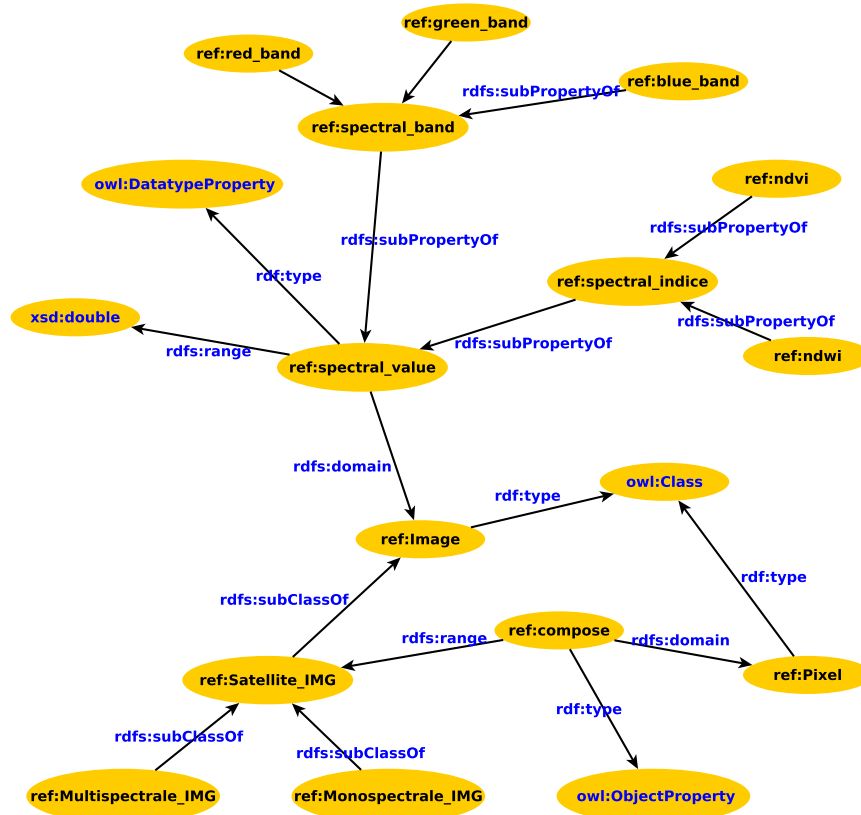 ref:green_band
ref:red_band
ref:blue_band
rdfs:subPropertyOf
ref:spectral_band
owl:DatatypeProperty
ref:ndvi
rdfs:subPropertyOf
rdfs:subPropertyOf
rdf:type
ref:spectral_indice
xsd:double
rdfs:subPropertyOf
rdfs:range
rdfs:subPropertyOf
ref:ndwi
ref:spectral_value
rdfs:domain
owl:Class
rdf:type
ref:Image
rdf:type
rdfs:subClassOf
ref:compose
rdfs:range
rdfs:domain
ref:Satellite_IMG
ref:Pixel
rdf:type
rdfs:subClassOf
rdfs:subClassOf
ref:Multispectrale_IMG
ref:Monospectrale_IMG
owl:ObjectProperty